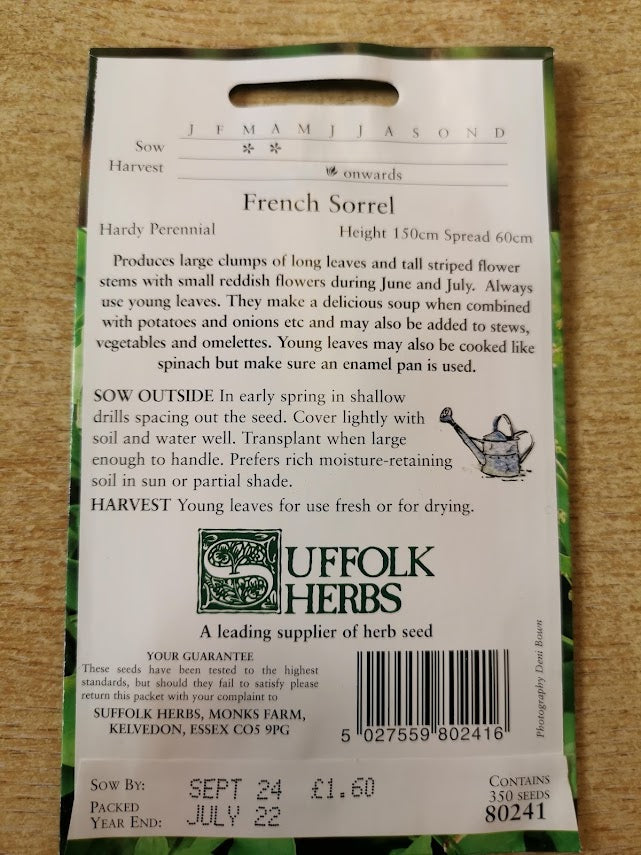 J F M A M J J A S O N D
Sow ✲ ✲
Harvest onwards
French Sorrel
Hardy Perennial Height 150cm Spread 60cm
Produces large clumps of long leaves and tall striped flower
stems with small reddish flowers during June and July. Always
use young leaves. They make a delicious soup when combined
with potatoes and onions etc and may also be added to stews,
vegetables and omelettes. Young leaves may also be cooked like
spinach but make sure an enamel pan is used.
SOW OUTSIDE In early spring in shallow
drills spacing out the seed. Cover lightly with
soil and water well. Transplant when large
enough to handle. Prefers rich moisture-retaining
soil in sun or partial shade.
HARVEST Young leaves for use fresh or for drying.
SUFFOLK
HERBS
A leading supplier of herb seed
YOUR GUARANTEE
These seeds have been tested to the highest
standards, but should they fail to satisfy please
return this packet with your complaint to
SUFFOLK HERBS, MONKS FARM,
KELVEDON, ESSEX CO5 9PG
5 027559 802416
Photography Deni Bown
SOW BY: SEPT 24 £1.60
PACKED
YEAR END: JULY 22
CONTAINS
350 SEEDS
80241